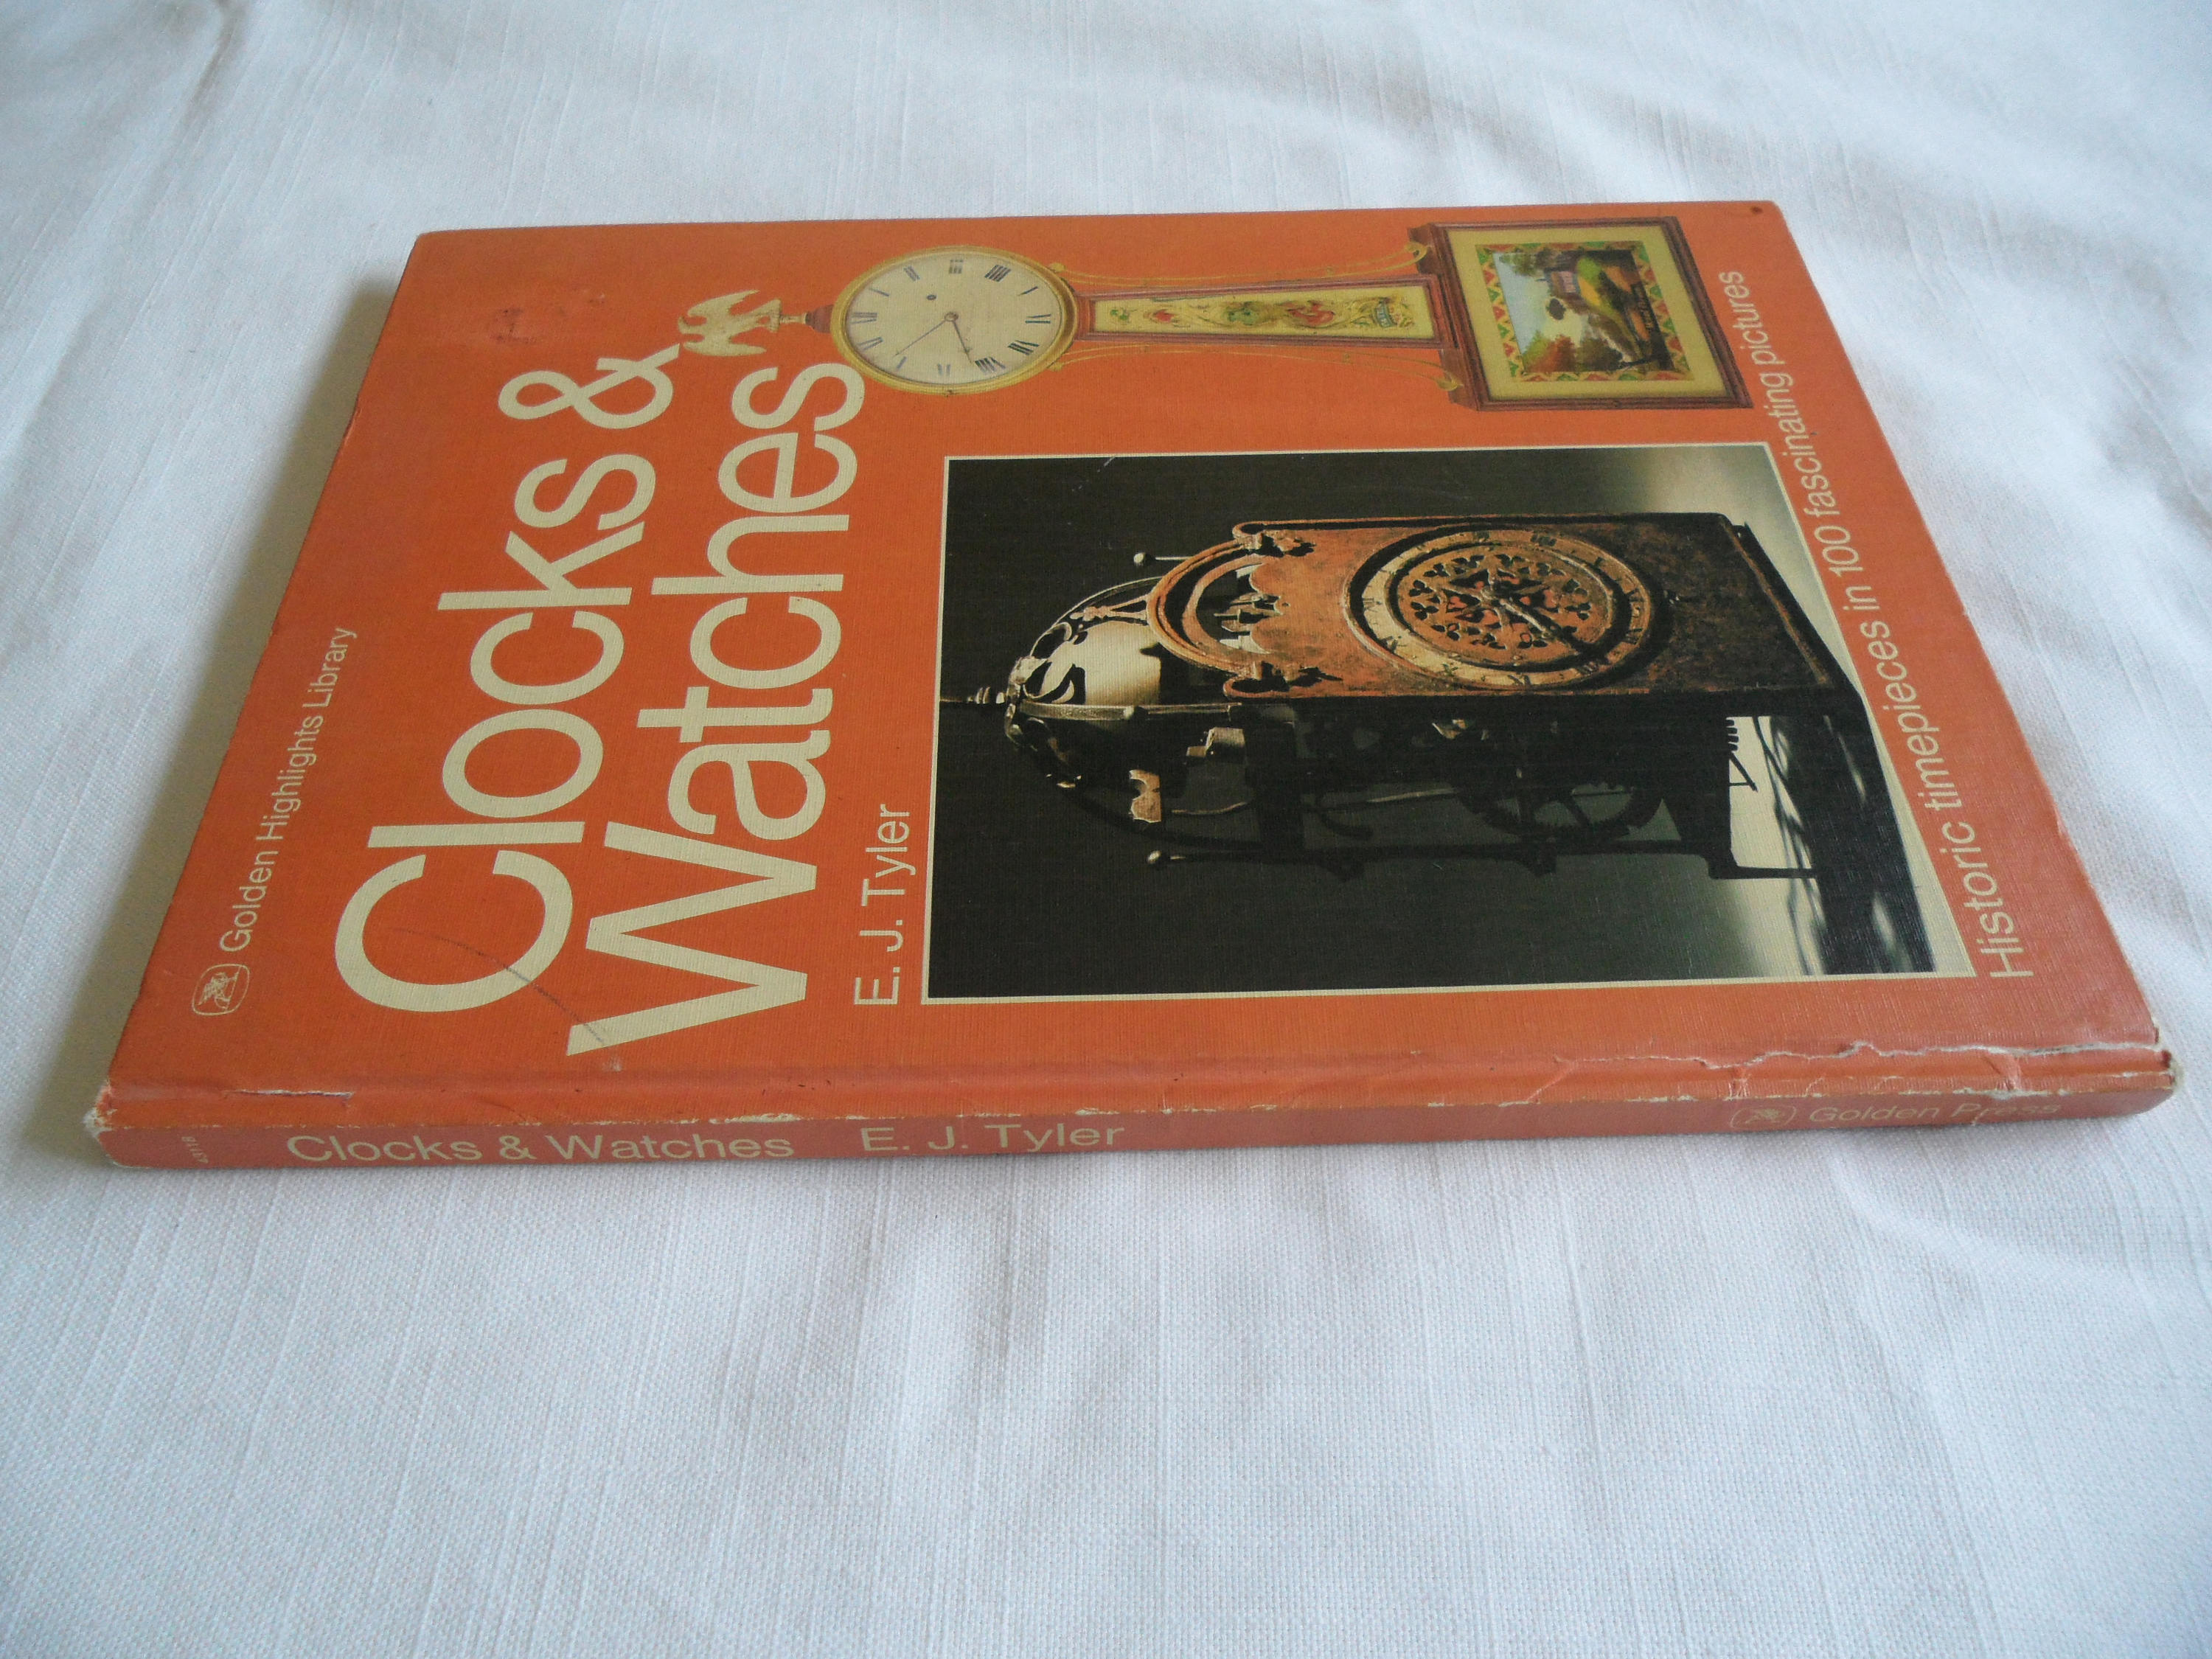 Golden Highlights Library
Clocks &
Watches
E. J. Tyler
Historic timepieces in 100 fascinating pictures
Clocks & Watches E. J. Tyler Golden Press